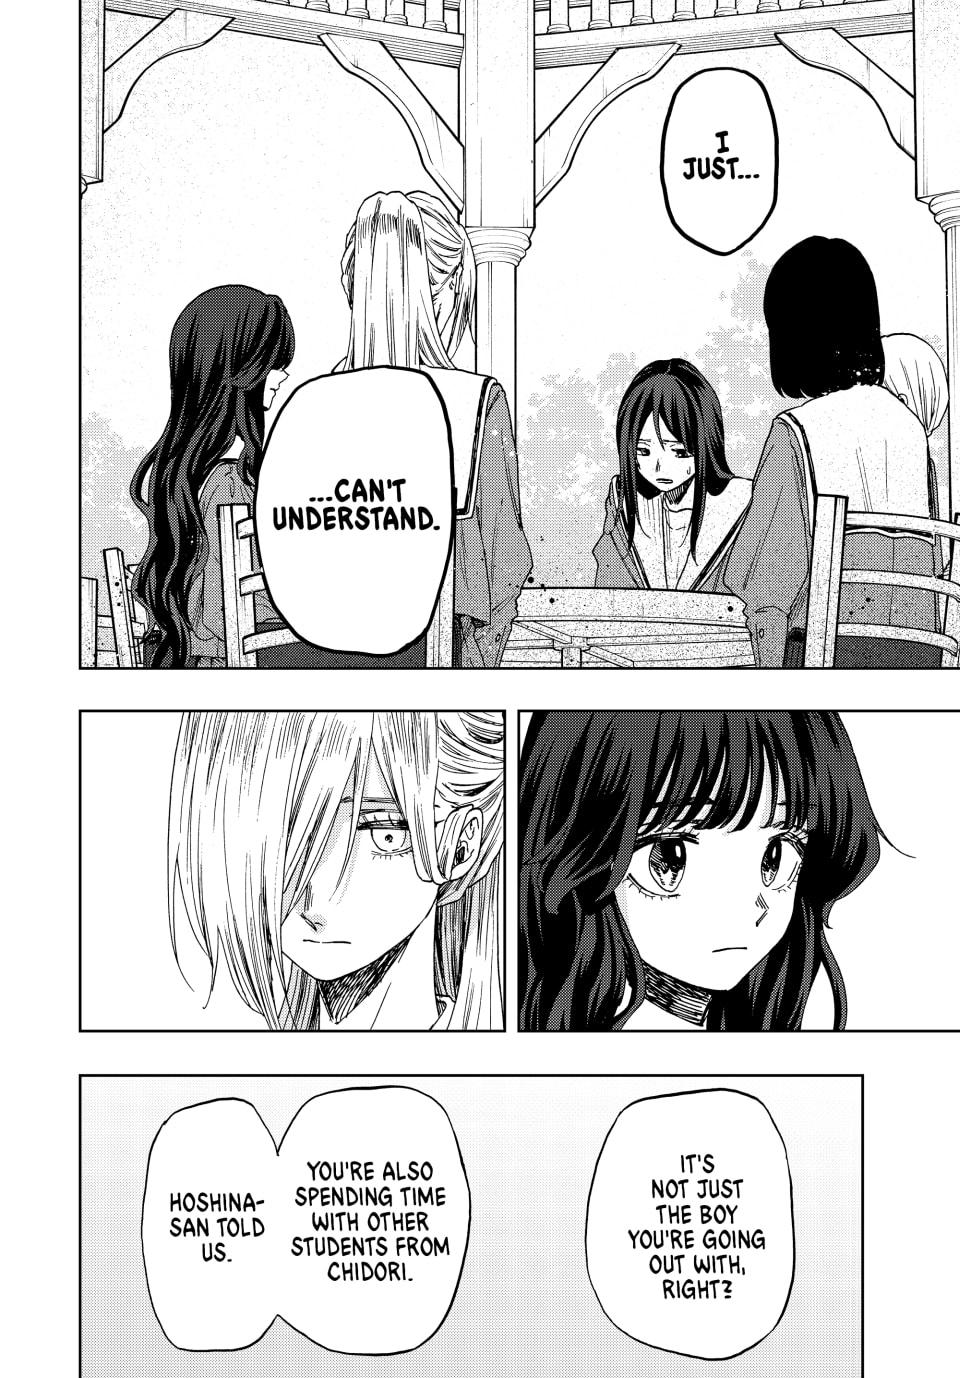 I
JUST...
...CAN'T
UNDERSTAND.
IT'S
NOT JUST
THE BOY
YOU'RE GOING
OUT WITH,
RIGHT?
YOU'RE ALSO
SPENDING TIME
WITH OTHER
STUDENTS FROM
CHIDORI.
HOSHINA-
SAN TOLD
US.